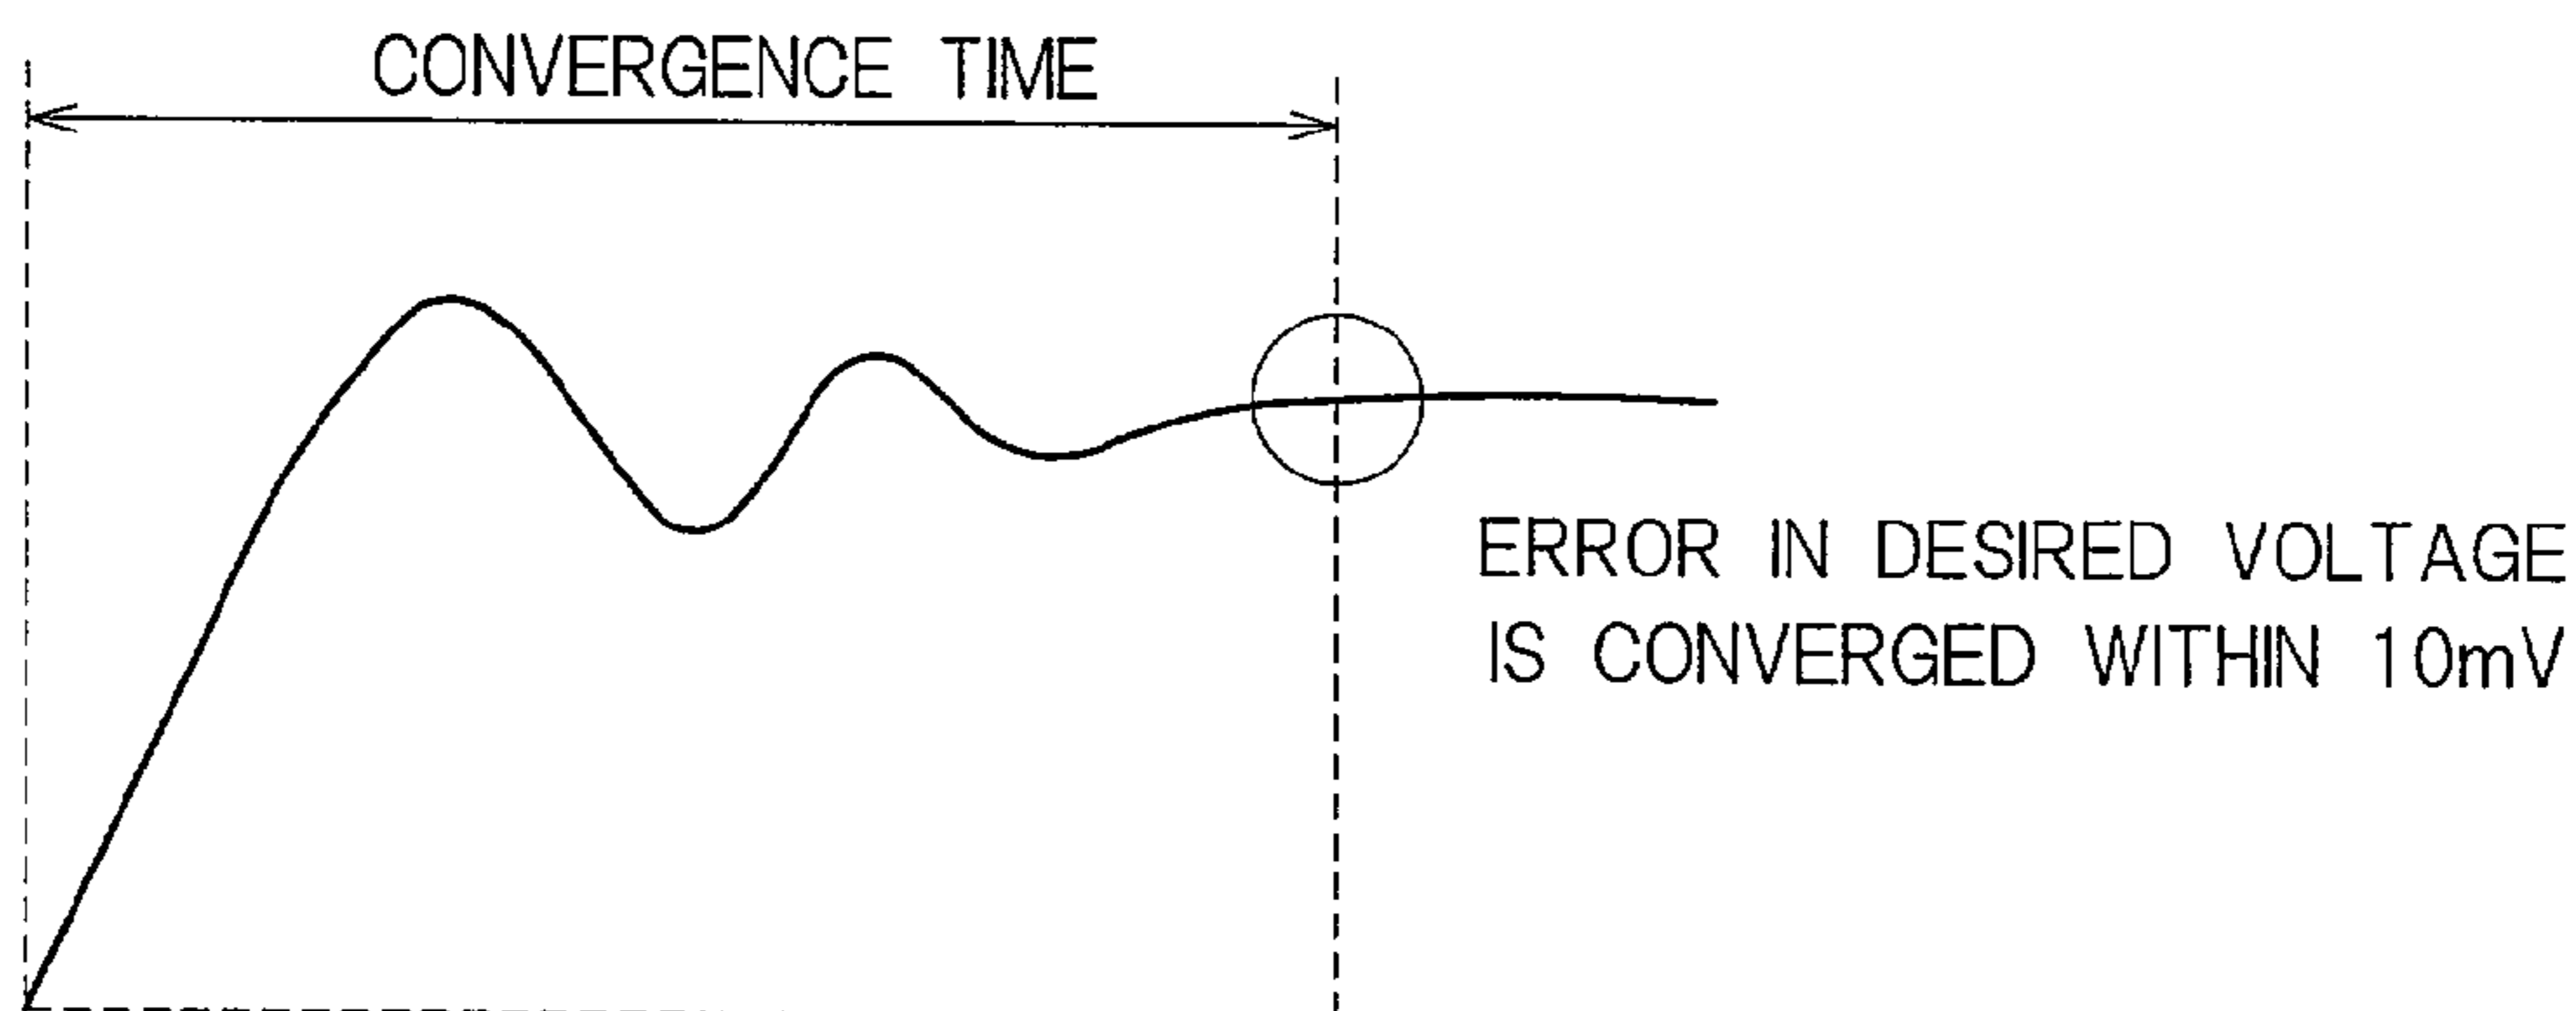 CONVERGENCE TIME
ERROR IN DESIRED VOLTAGE
IS CONVERGED WITHIN 10mV